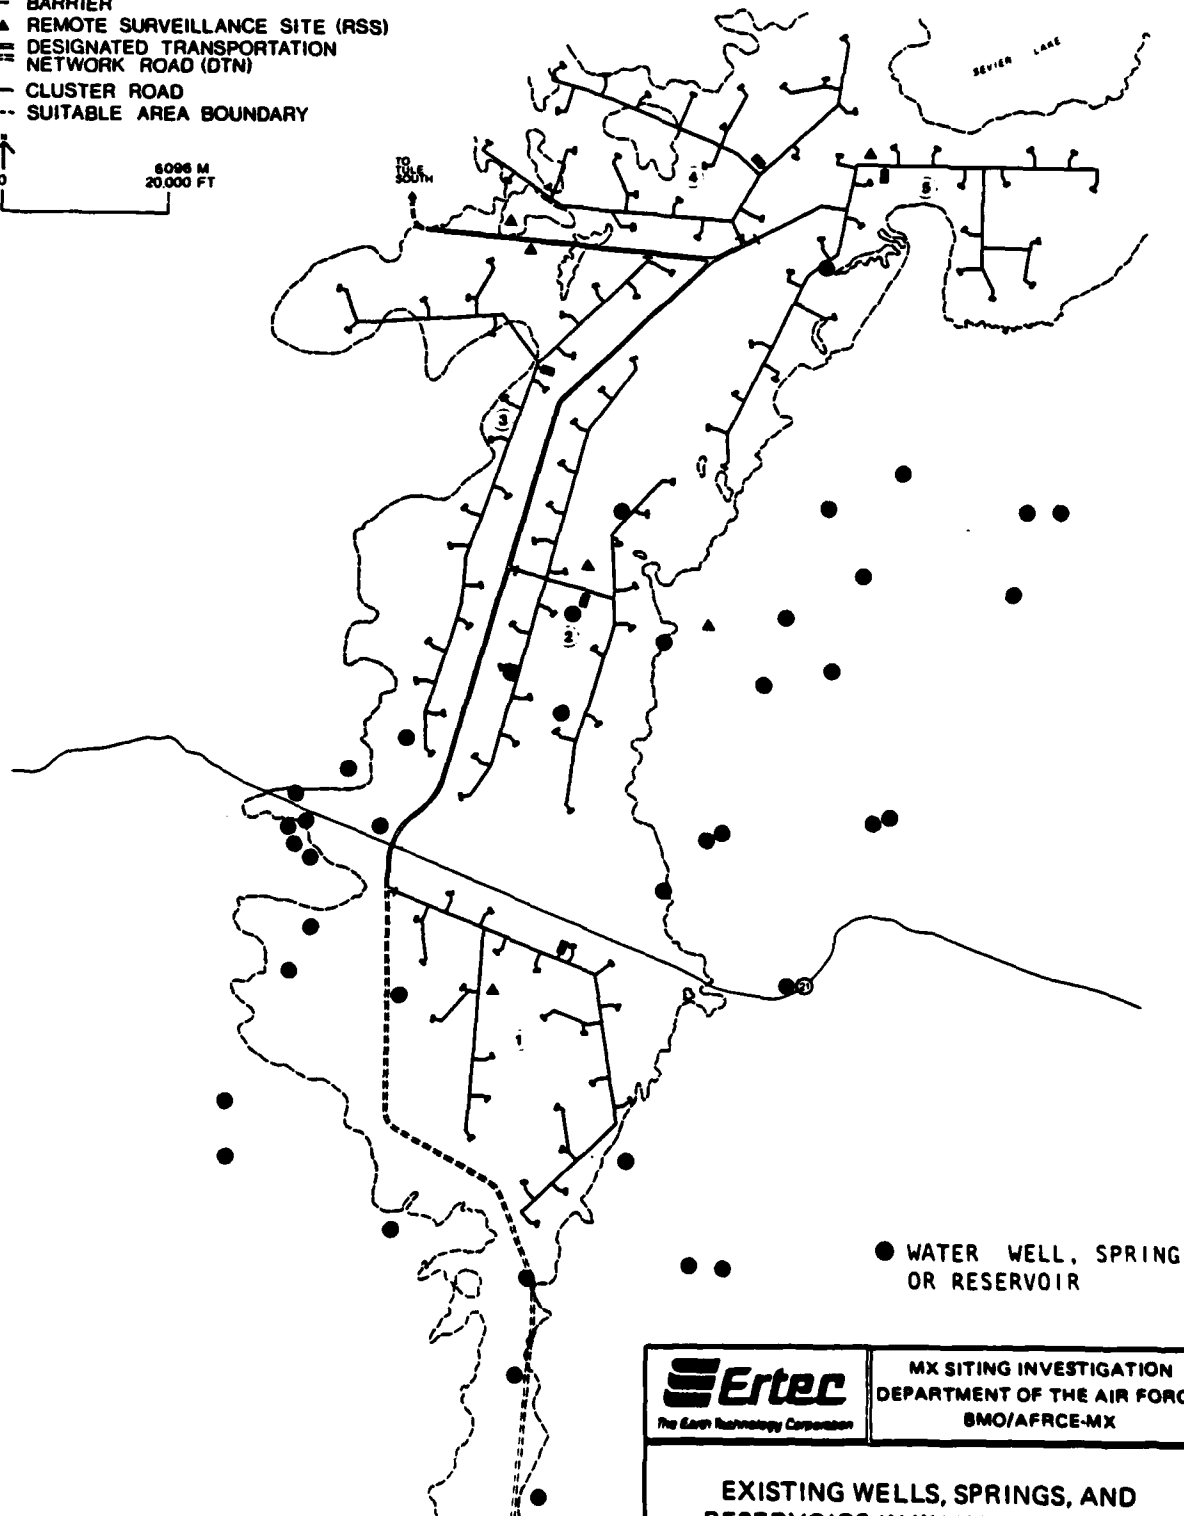 BARRIER
REMOTE SURVEILLANCE SITE (RSS)
DESIGNATED TRANSPORTATION
NETWORK ROAD (DTN)
CLUSTER ROAD
SUITABLE AREA BOUNDARY
N
0
6096 M
20,000 FT
TO
TULE
SOUTH
SEVIER LAKE
4
5
3
2
21
1
WATER WELL, SPRING
OR RESERVOIR
Ertec
The Earth Technology Corporation
MX SITING INVESTIGATION
DEPARTMENT OF THE AIR FORC
BMO/AFRCE-MX
EXISTING WELLS, SPRINGS, AND